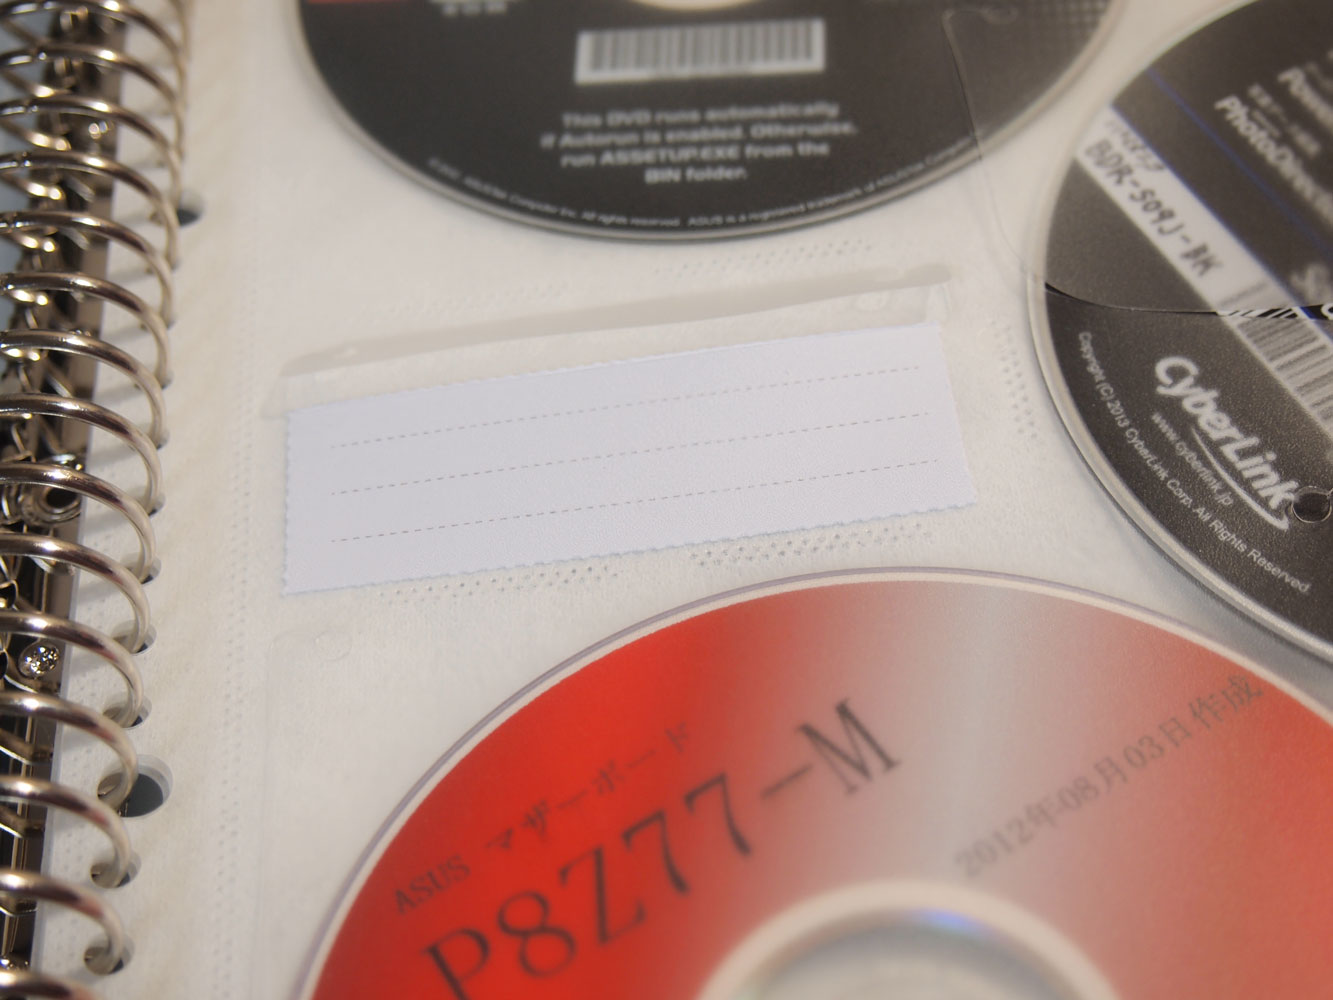 This DVD runs automatically
if Autorun is enabled. Otherwise,
run ASSETUP.EXE from the
BIN folder.
BDR-S09J-BK
CyberLink
www.cyberlink.jp
Copyright (C) 2013 CyberLink Corp. All Rights Reserved.
ASUS マザーボード
P8Z77-M
2012年08月03日作成